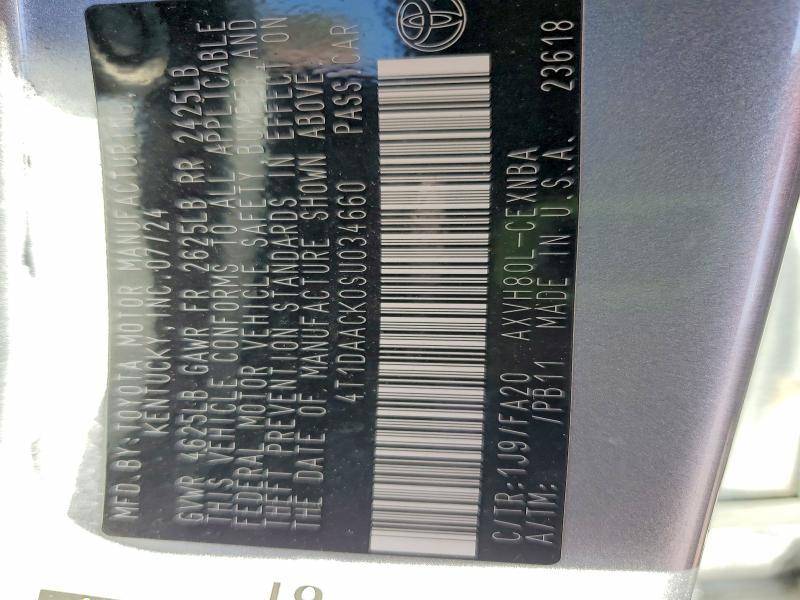 MFD.BY: TOYOTA MOTOR MANUFACTURING,
KENTUCKY, INC. 07/24
GVWR 4625LB GAWR FR 2625LB RR 2425LB
THIS VEHICLE CONFORMS TO ALL APPLICABLE
FEDERAL MOTOR VEHICLE SAFETY BUMPER AND
THEFT PREVENTION STANDARDS IN EFFECT ON
THE DATE OF MANUFACTURE SHOWN ABOVE.
4T1DAACK0SU034660 PASS.CAR
C/TR: 1J9/FA20 AXVH80L-CEXNBA
A/TM: /PB11 MADE IN U.S.A. 23618